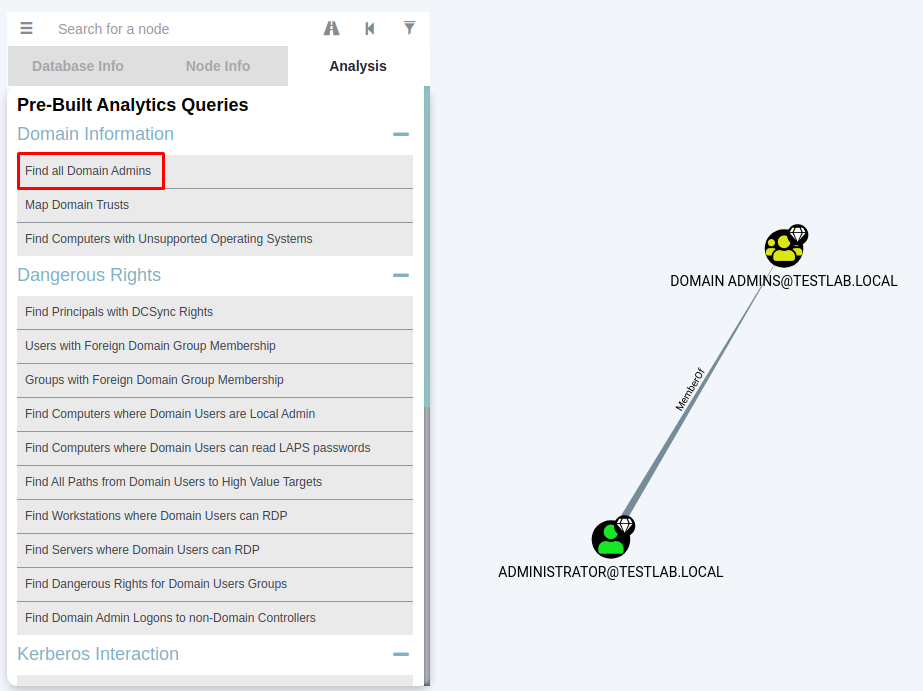 Search for a node
Database Info
Node Info
Analysis
Pre-Built Analytics Queries
Domain Information
Find all Domain Admins
Map Domain Trusts
Find Computers with Unsupported Operating Systems
Dangerous Rights
Find Principals with DCSync Rights
Users with Foreign Domain Group Membership
Groups with Foreign Domain Group Membership
Find Computers where Domain Users are Local Admin
Find Computers where Domain Users can read LAPS passwords
Find All Paths from Domain Users to High Value Targets
Find Workstations where Domain Users can RDP
Find Servers where Domain Users can RDP
Find Dangerous Rights for Domain Users Groups
Find Domain Admin Logons to non-Domain Controllers
Kerberos Interaction
DOMAIN ADMINS@TESTLAB.LOCAL
MemberOf
ADMINISTRATOR@TESTLAB.LOCAL